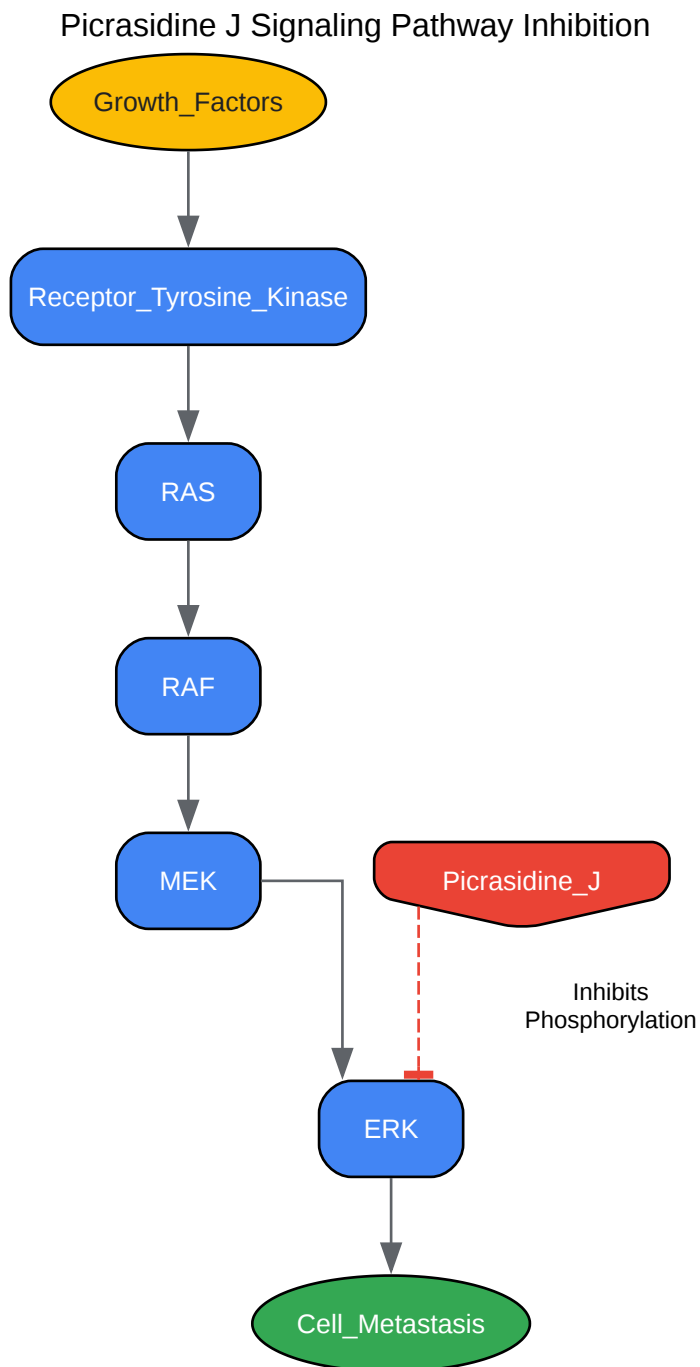 Picrasidine J Signaling Pathway Inhibition
Growth_Factors
Receptor_Tyrosine_Kinase
RAS
RAF
MEK
Picrasidine_J
Inhibits
Phosphorylation
ERK
Cell_Metastasis